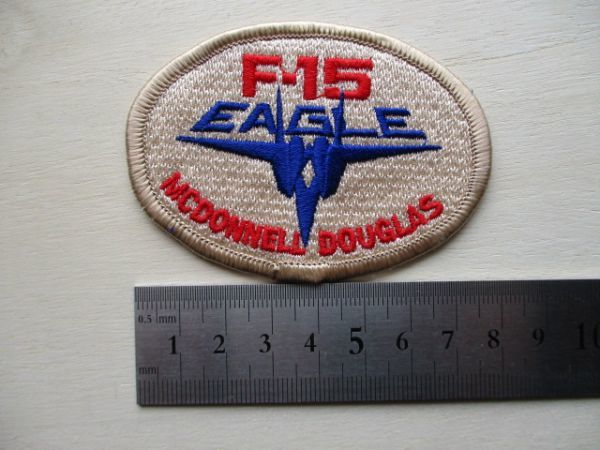 F-15
EAGLE
MCDONNELL DOUGLAS
0.5 mm
1 2 3 4 5 6 7 8 9 10
mm